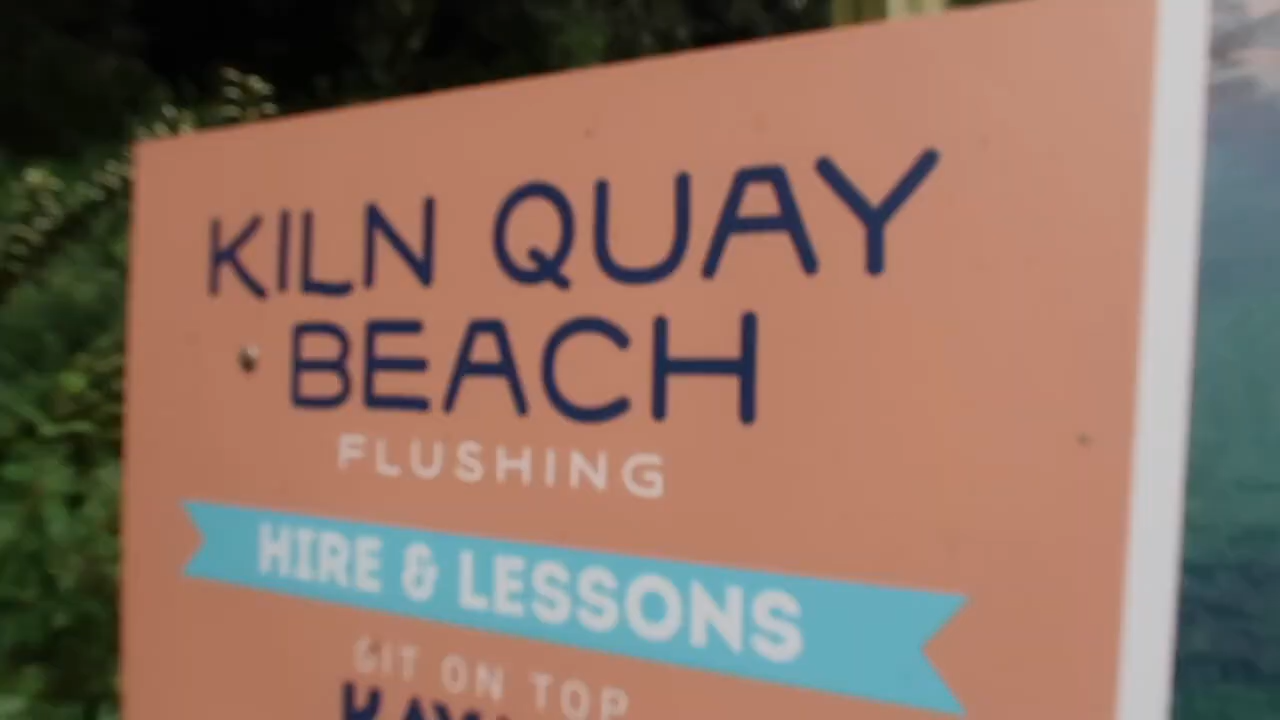 KILN QUAY
BEACH
FLUSHING
HIRE & LESSONS
SIT ON TOP